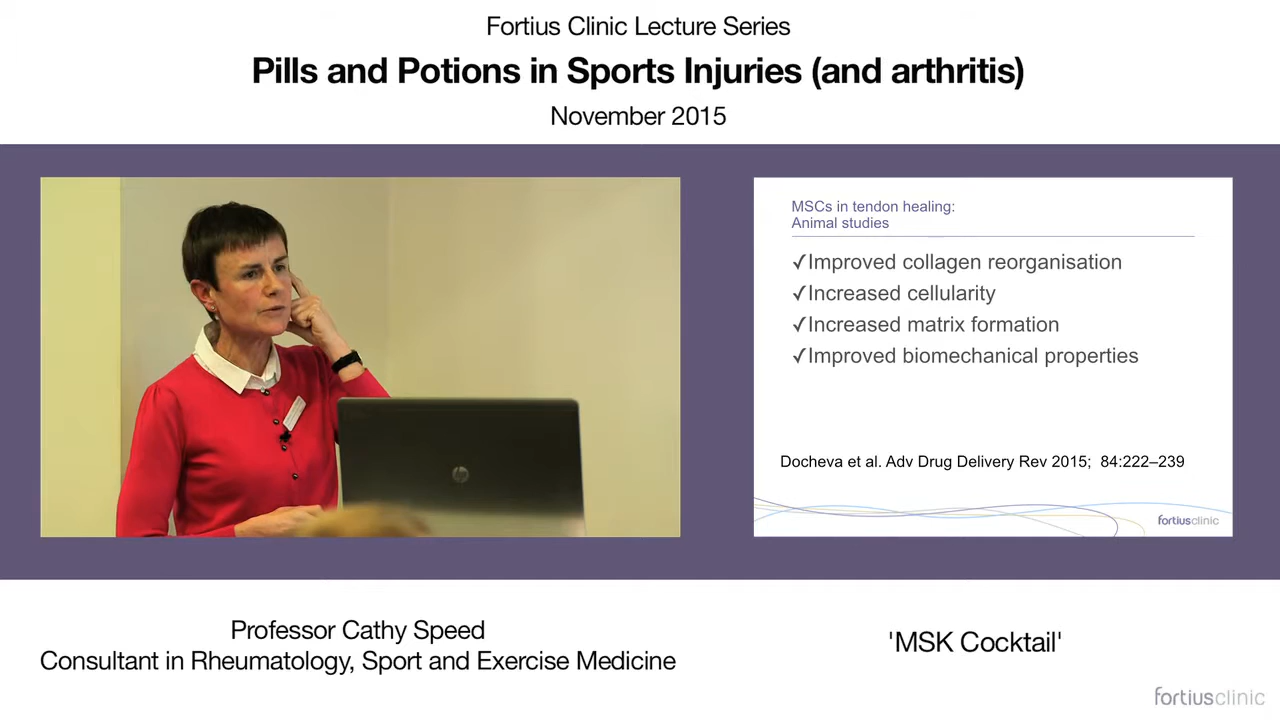 Fortius Clinic Lecture Series
Pills and Potions in Sports Injuries (and arthritis)
November 2015
MSCs in tendon healing:
Animal studies
✓Improved collagen reorganisation
✓Increased cellularity
✓Increased matrix formation
✓Improved biomechanical properties
Docheva et al. Adv Drug Delivery Rev 2015; 84:222–239
fortiusclinic
hp
Professor Cathy Speed
Consultant in Rheumatology, Sport and Exercise Medicine
'MSK Cocktail'
fortiusclinic